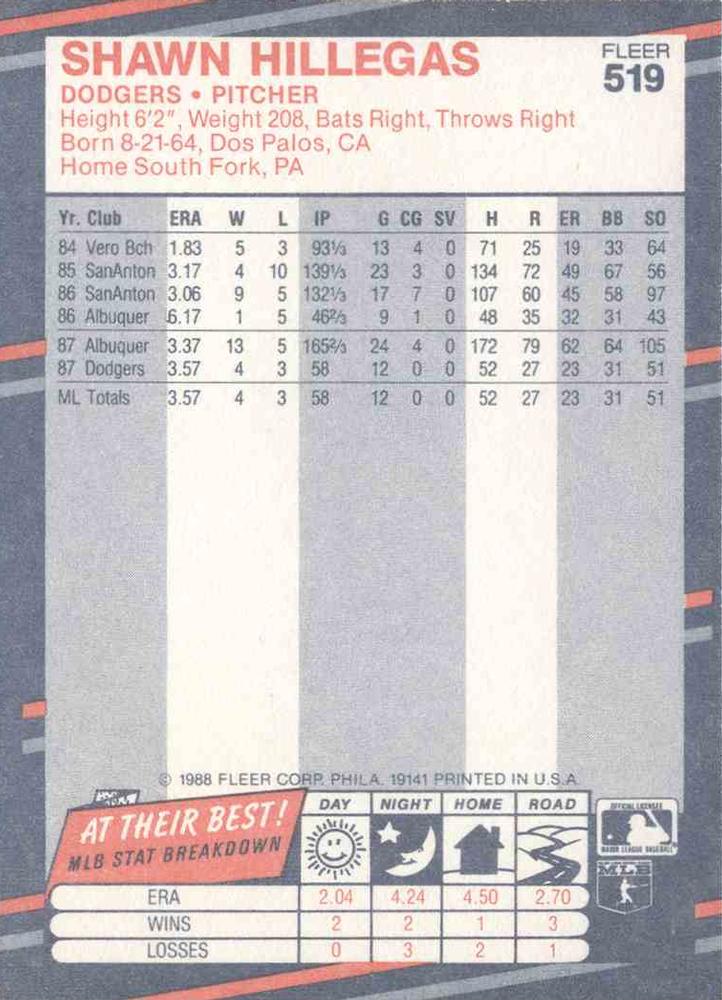 SHAWN HILLEGAS
FLEER
519
DODGERS • PITCHER
Height 6'2", Weight 208, Bats Right, Throws Right
Born 8-21-64, Dos Palos, CA
Home South Fork, PA
Yr. Club ERA W L IP G CG SV H R ER BB SO
84 Vero Bch 1.83 5 3 93⅓ 13 4 0 71 25 19 33 64
85 SanAnton 3.17 4 10 139⅓ 23 3 0 134 72 49 67 56
86 SanAnton 3.06 9 5 132⅓ 17 7 0 107 60 45 58 97
86 Albuquer 6.17 1 5 46⅔ 9 1 0 48 35 32 31 43
87 Albuquer 3.37 13 5 165⅔ 24 4 0 172 79 62 64 105
87 Dodgers 3.57 4 3 58 12 0 0 52 27 23 31 51
ML Totals 3.57 4 3 58 12 0 0 52 27 23 31 51
© 1988 FLEER CORP. PHILA. 19141 PRINTED IN U.S.A.
AT THEIR BEST!
MLB STAT BREAKDOWN
DAY NIGHT HOME ROAD
OFFICIAL LICENSEE
MAJOR LEAGUE BASEBALL
MLB
ERA 2.04 4.24 4.50 2.70
WINS 2 2 1 3
LOSSES 0 3 2 1